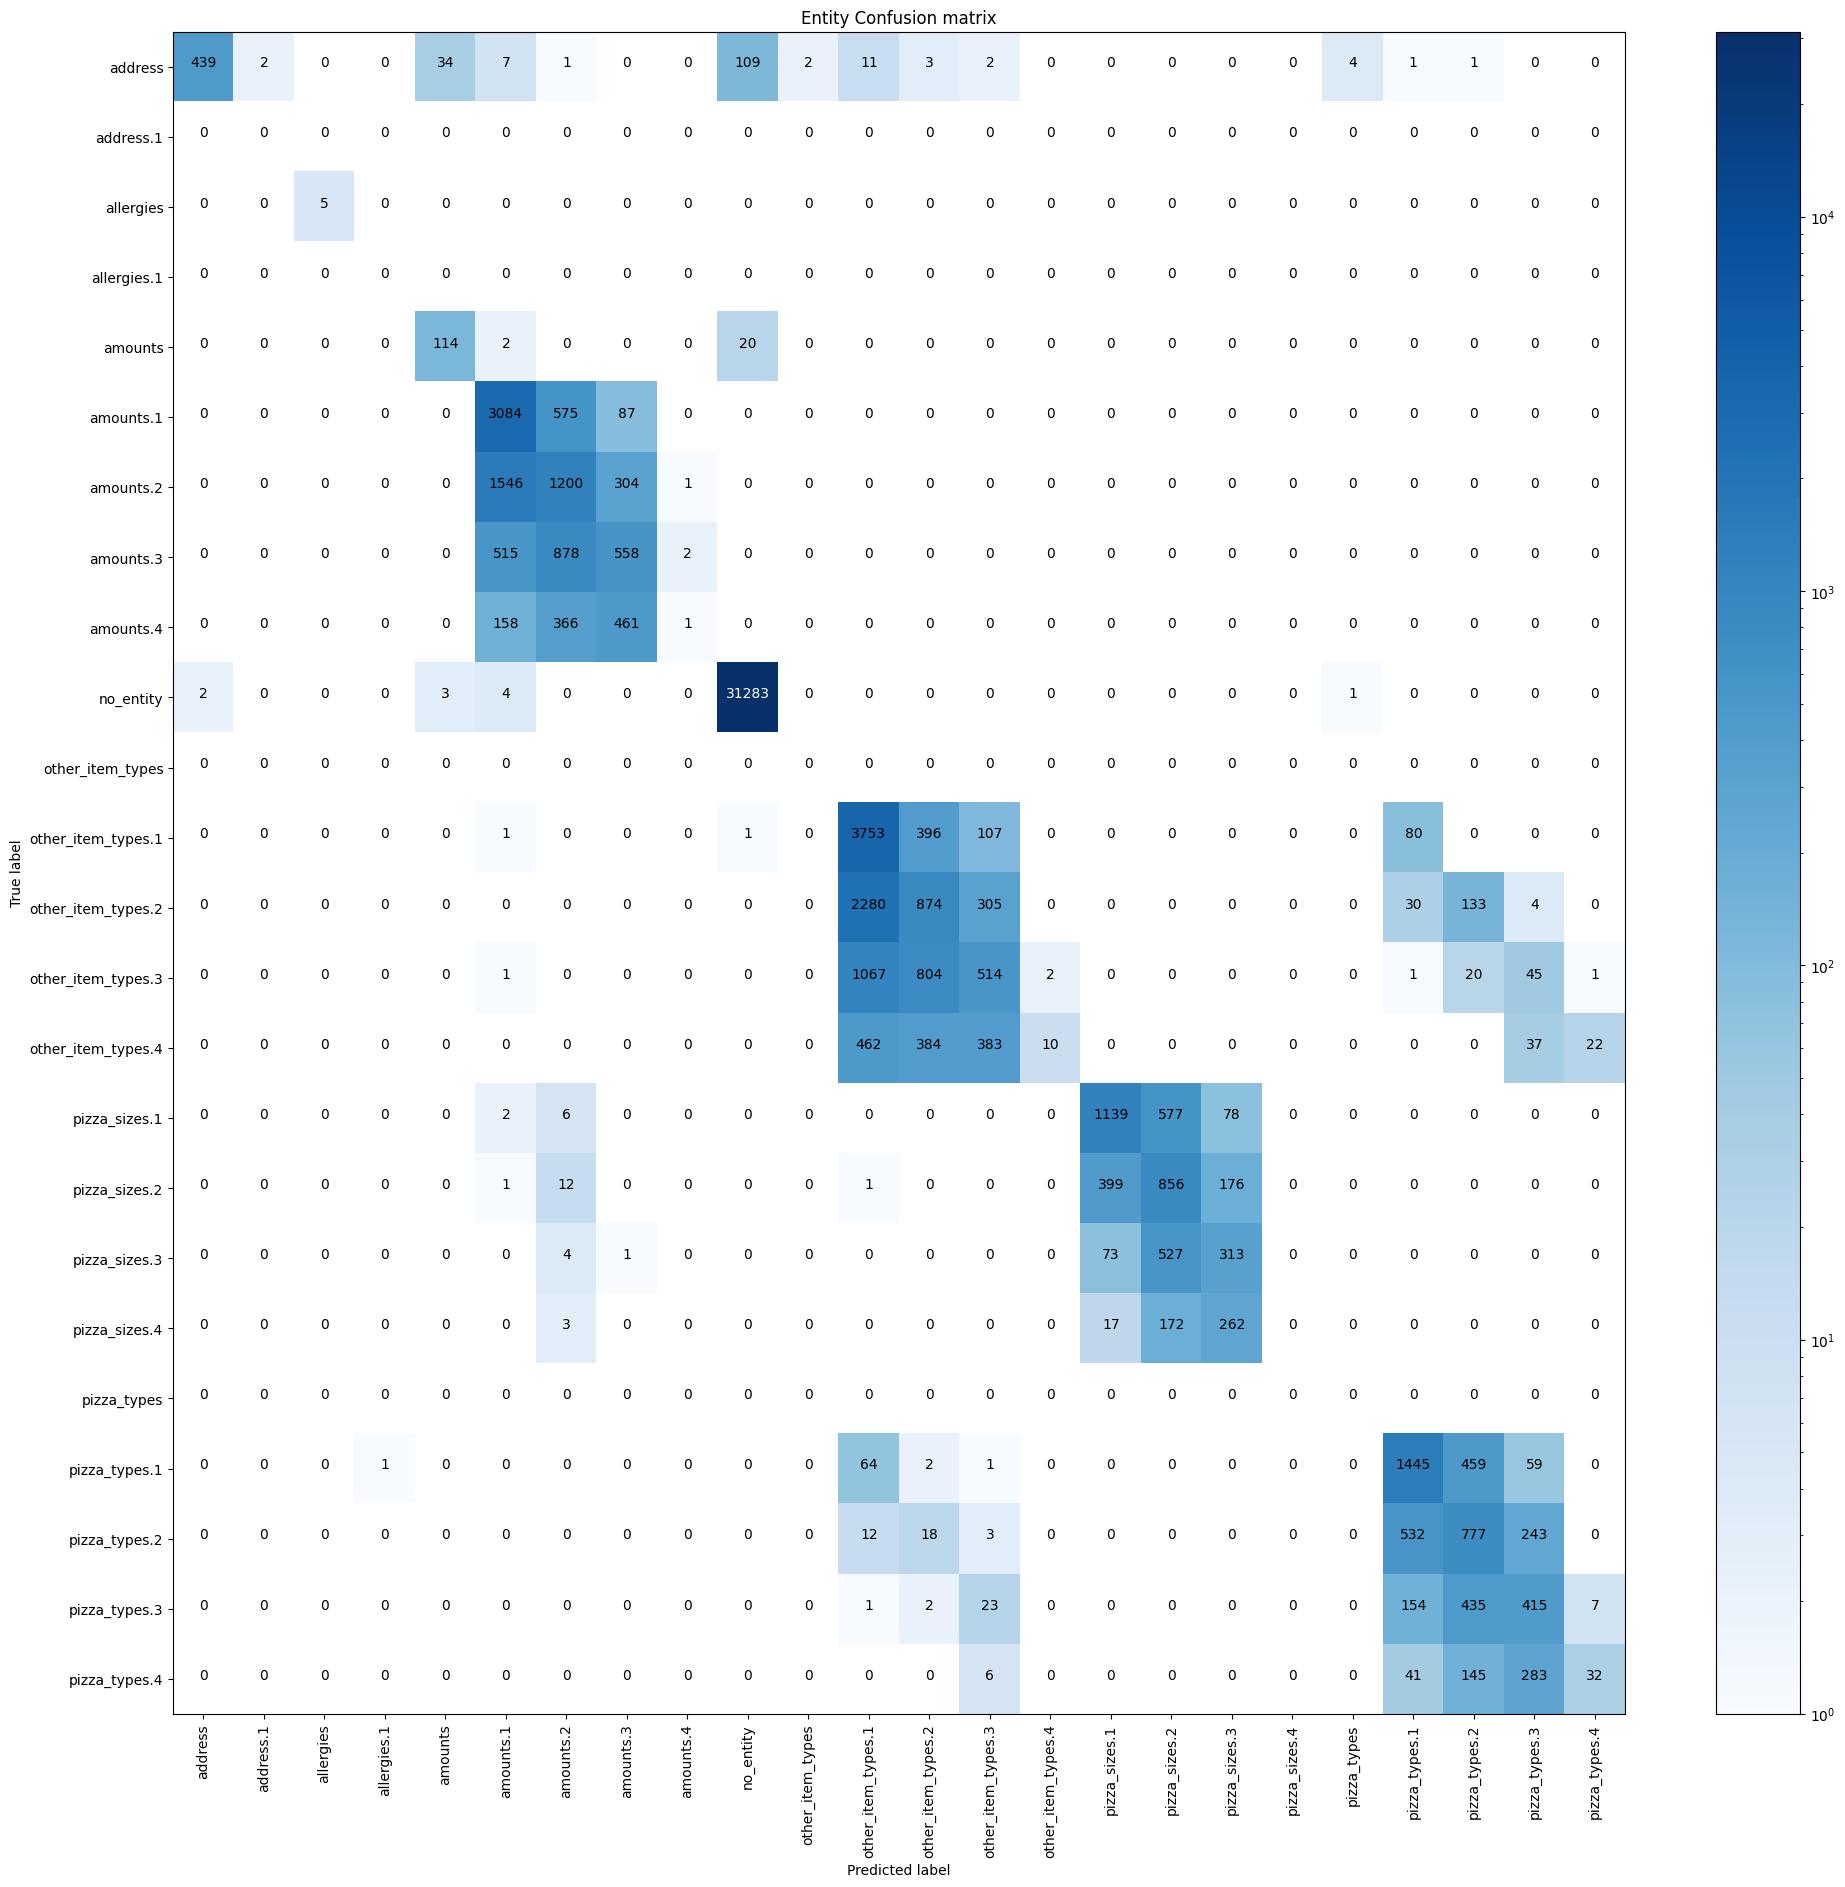 Entity Confusion matrix
address 439 2 0 0 34 7 1 0 0 109 2 11 3 2 0 0 0 0 0 4 1 1 0 0
address.1 0 0 0 0 0 0 0 0 0 0 0 0 0 0 0 0 0 0 0 0 0 0 0 0
allergies 0 0 5 0 0 0 0 0 0 0 0 0 0 0 0 0 0 0 0 0 0 0 0 0
allergies.1 0 0 0 0 0 0 0 0 0 0 0 0 0 0 0 0 0 0 0 0 0 0 0 0
amounts 0 0 0 0 114 2 0 0 0 20 0 0 0 0 0 0 0 0 0 0 0 0 0 0
amounts.1 0 0 0 0 0 3084 575 87 0 0 0 0 0 0 0 0 0 0 0 0 0 0 0 0
amounts.2 0 0 0 0 0 1546 1200 304 1 0 0 0 0 0 0 0 0 0 0 0 0 0 0 0
amounts.3 0 0 0 0 0 515 878 558 2 0 0 0 0 0 0 0 0 0 0 0 0 0 0 0
amounts.4 0 0 0 0 0 158 366 461 1 0 0 0 0 0 0 0 0 0 0 0 0 0 0 0
no_entity 2 0 0 0 3 4 0 0 0 31283 0 0 0 0 0 0 0 0 0 1 0 0 0 0
other_item_types 0 0 0 0 0 0 0 0 0 0 0 0 0 0 0 0 0 0 0 0 0 0 0 0
other_item_types.1 0 0 0 0 0 1 0 0 0 1 0 3753 396 107 0 0 0 0 0 0 80 0 0 0
other_item_types.2 0 0 0 0 0 0 0 0 0 0 0 2280 874 305 0 0 0 0 0 0 30 133 4 0
other_item_types.3 0 0 0 0 0 1 0 0 0 0 0 1067 804 514 2 0 0 0 0 0 1 20 45 1
other_item_types.4 0 0 0 0 0 0 0 0 0 0 0 462 384 383 10 0 0 0 0 0 0 0 37 22
pizza_sizes.1 0 0 0 0 0 2 6 0 0 0 0 0 0 0 0 1139 577 78 0 0 0 0 0 0
pizza_sizes.2 0 0 0 0 0 1 12 0 0 0 0 1 0 0 0 399 856 176 0 0 0 0 0 0
pizza_sizes.3 0 0 0 0 0 0 4 1 0 0 0 0 0 0 0 73 527 313 0 0 0 0 0 0
pizza_sizes.4 0 0 0 0 0 0 3 0 0 0 0 0 0 0 0 17 172 262 0 0 0 0 0 0
pizza_types 0 0 0 0 0 0 0 0 0 0 0 0 0 0 0 0 0 0 0 0 0 0 0 0
pizza_types.1 0 0 0 1 0 0 0 0 0 0 0 64 2 1 0 0 0 0 0 0 1445 459 59 0
pizza_types.2 0 0 0 0 0 0 0 0 0 0 0 12 18 3 0 0 0 0 0 0 532 777 243 0
pizza_types.3 0 0 0 0 0 0 0 0 0 0 0 1 2 23 0 0 0 0 0 0 154 435 415 7
pizza_types.4 0 0 0 0 0 0 0 0 0 0 0 0 0 6 0 0 0 0 0 0 41 145 283 32
True label
address
address.1
allergies
allergies.1
amounts
amounts.1
amounts.2
amounts.3
amounts.4
no_entity
other_item_types
other_item_types.1
other_item_types.2
other_item_types.3
other_item_types.4
pizza_sizes.1
pizza_sizes.2
pizza_sizes.3
pizza_sizes.4
pizza_types
pizza_types.1
pizza_types.2
pizza_types.3
pizza_types.4
Predicted label
10⁴
10³
10²
10¹
10⁰